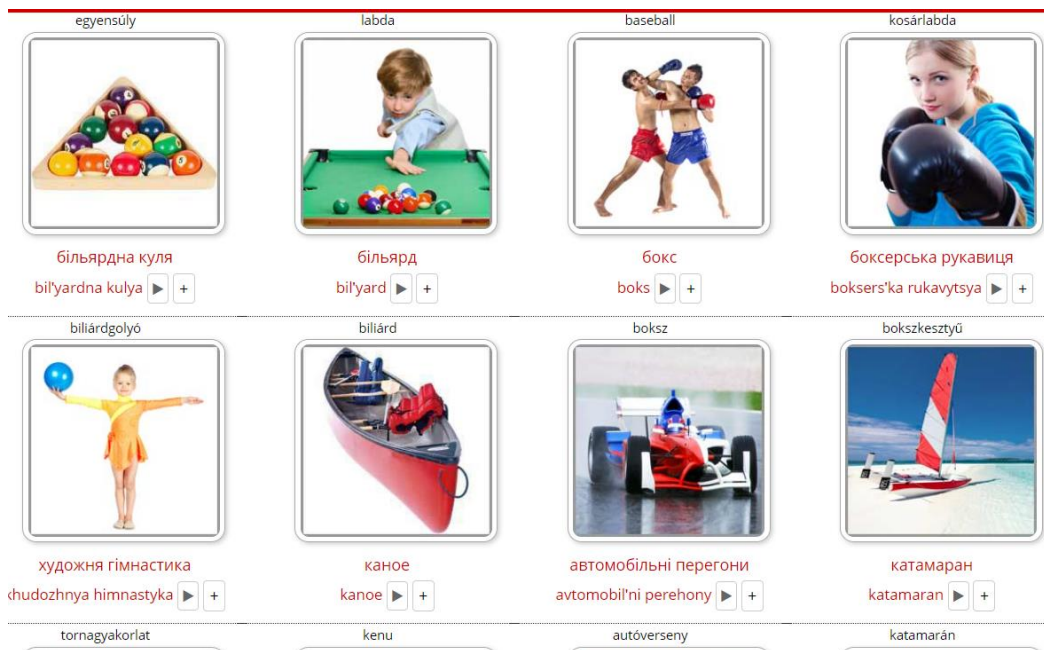 egyensúly labda baseball kosárlabda
більярдна куля більярд бокс боксерська рукавиця
bil'yardna kulya + bil'yard + boks + boksers'ka rukavytsya +
biliárdgolyó biliárd boksz bokszkesztyű
художня гімнастика каное автомобільні перегони катамаран
khudozhnya himnastyka + kanoe + avtomobil'ni perehony + katamaran +
tornagyakorlat kenu autóverseny katamarán